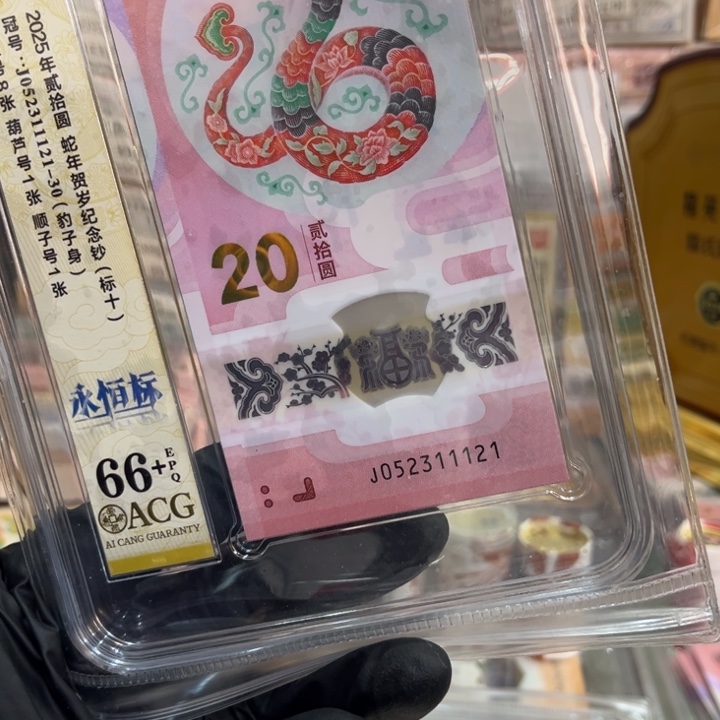 2025年贰拾圆 蛇年贺岁纪念钞(标十)
冠号:J052311121-30(豹子身)
8张 葫芦号1张 顺子号1张
永恒标
66+
EPQ
ACG
AI CANG GUARANTY
20
贰拾圆
福
J052311121